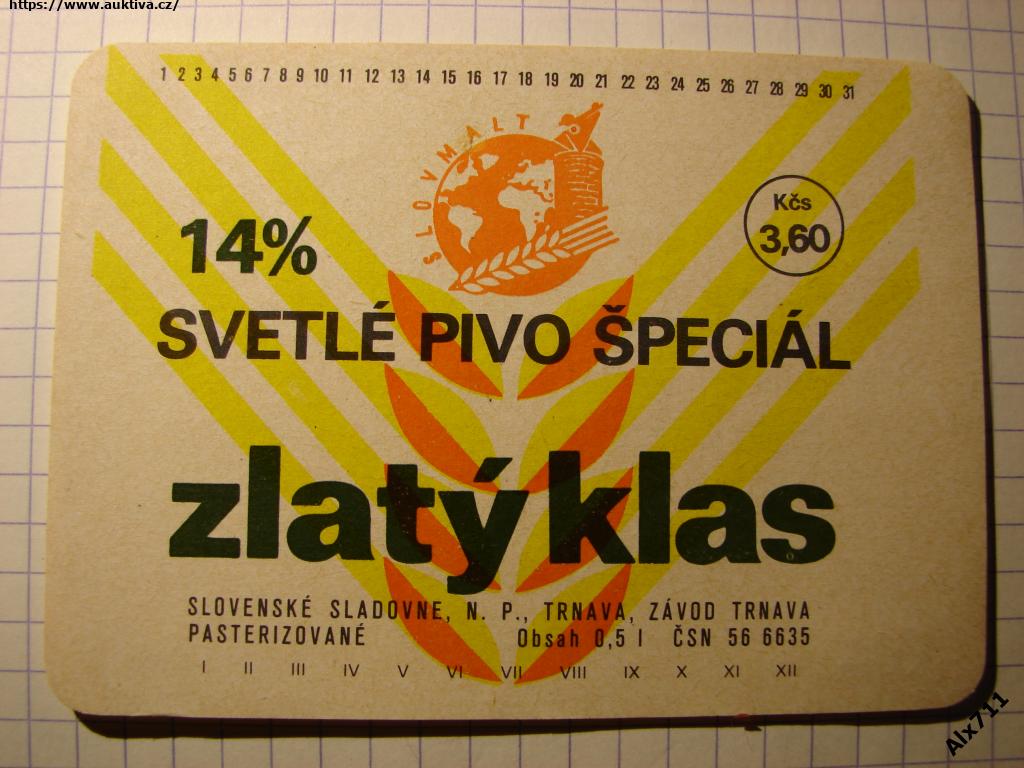 https://www.auktiva.cz/
1 2 3 4 5 6 7 8 9 10 11 12 13 14 15 16 17 18 19 20 21 22 23 24 25 26 27 28 29 30 31
SLOVMALT
14%
Kčs
3,60
SVETLÉ PIVO ŠPECIÁL
zlatý klas
SLOVENSKÉ SLADOVNE, N. P., TRNAVA, ZÁVOD TRNAVA
PASTERIZOVANÉ Obsah 0,5 l ČSN 56 6635
I II III IV V VI VII VIII IX X XI XII
Alx711